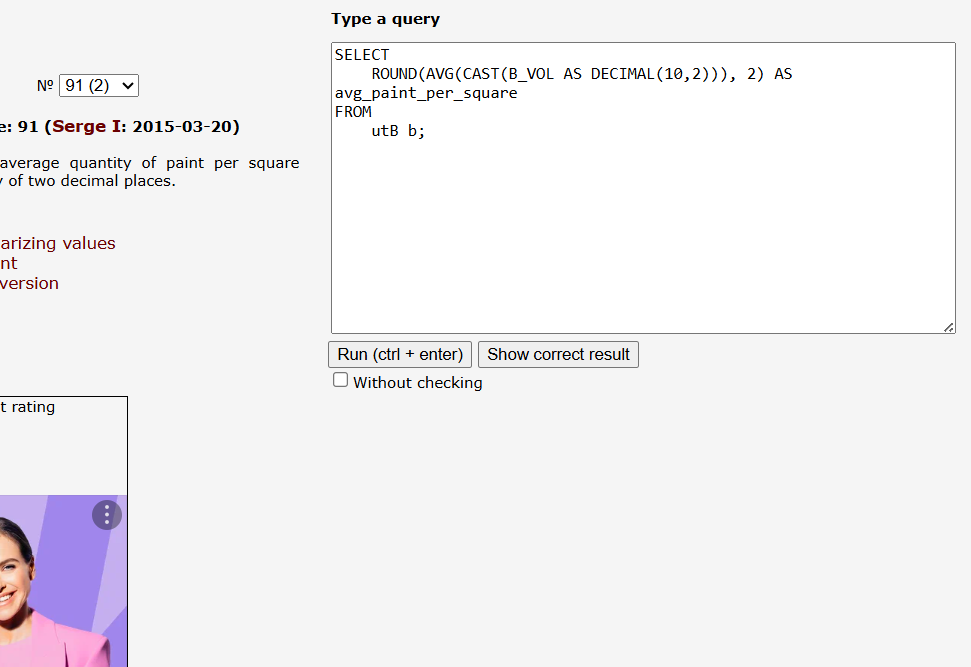 Type a query
SELECT
ROUND(AVG(CAST(B_VOL AS DECIMAL(10,2))), 2) AS
avg_paint_per_square
FROM
utB b;
№ 91 (2)
e: 91 (Serge I: 2015-03-20)
average quantity of paint per square
of two decimal places.
arizing values
nt
version
Run (ctrl + enter) Show correct result
Without checking
t rating